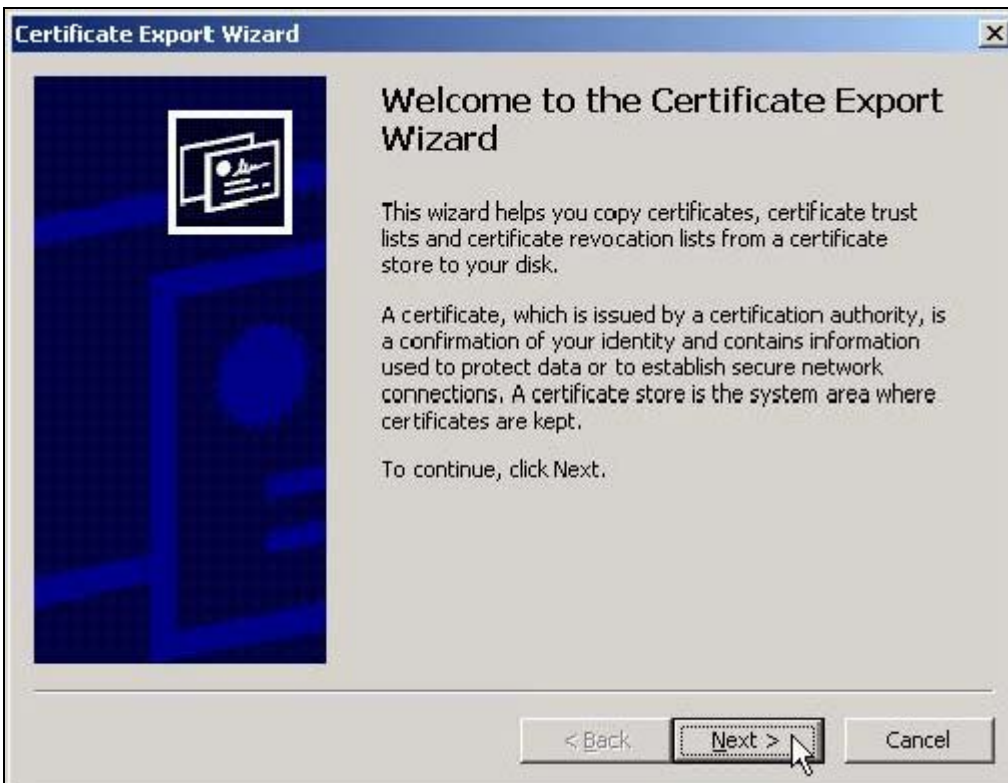 Certificate Export Wizard
Welcome to the Certificate Export
Wizard
This wizard helps you copy certificates, certificate trust
lists and certificate revocation lists from a certificate
store to your disk.
A certificate, which is issued by a certification authority, is
a confirmation of your identity and contains information
used to protect data or to establish secure network
connections. A certificate store is the system area where
certificates are kept.
To continue, click Next.
< Back
Next >
Cancel